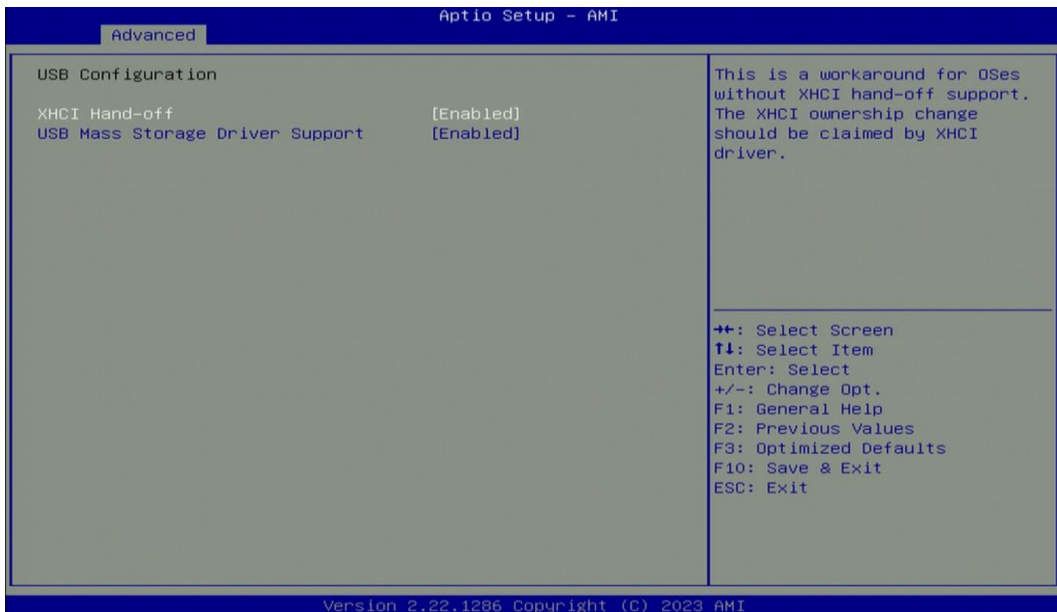 Aptio Setup – AMI
Advanced
USB Configuration
XHCI Hand-off [Enabled]
USB Mass Storage Driver Support [Enabled]
This is a workaround for OSes
without XHCI hand-off support.
The XHCI ownership change
should be claimed by XHCI
driver.
→←: Select Screen
↑↓: Select Item
Enter: Select
+/-: Change Opt.
F1: General Help
F2: Previous Values
F3: Optimized Defaults
F10: Save & Exit
ESC: Exit
Version 2.22.1286 Copyright (C) 2023 AMI